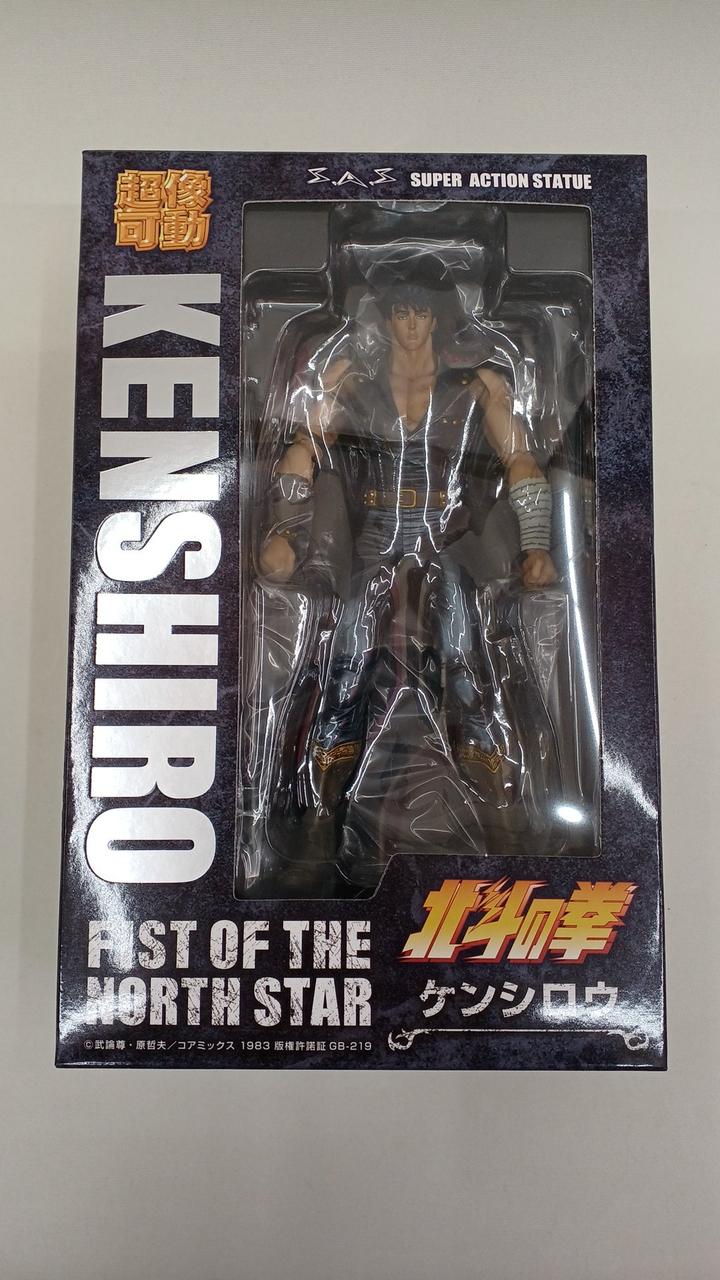 超像
可動
S.A.S SUPER ACTION STATUE
KENSHIRO
FIST OF THE
NORTH STAR
北斗の拳
ケンシロウ
©武論尊・原哲夫／コアミックス 1983 版権許諾証 GB-219